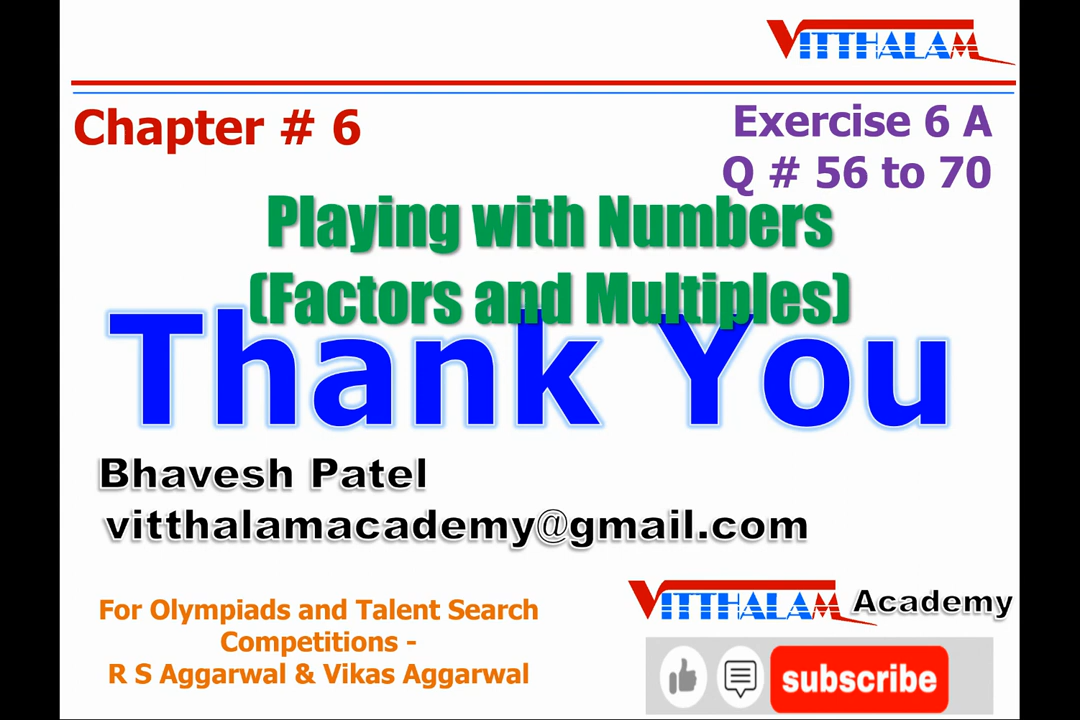 VITTHALAM
Chapter # 6
Exercise 6 A
Q # 56 to 70
Playing with Numbers
(Factors and Multiples)
Thank You
Bhavesh Patel
vitthalamacademy@gmail.com
For Olympiads and Talent Search
Competitions -
R S Aggarwal & Vikas Aggarwal
VITTHALAM Academy
subscribe